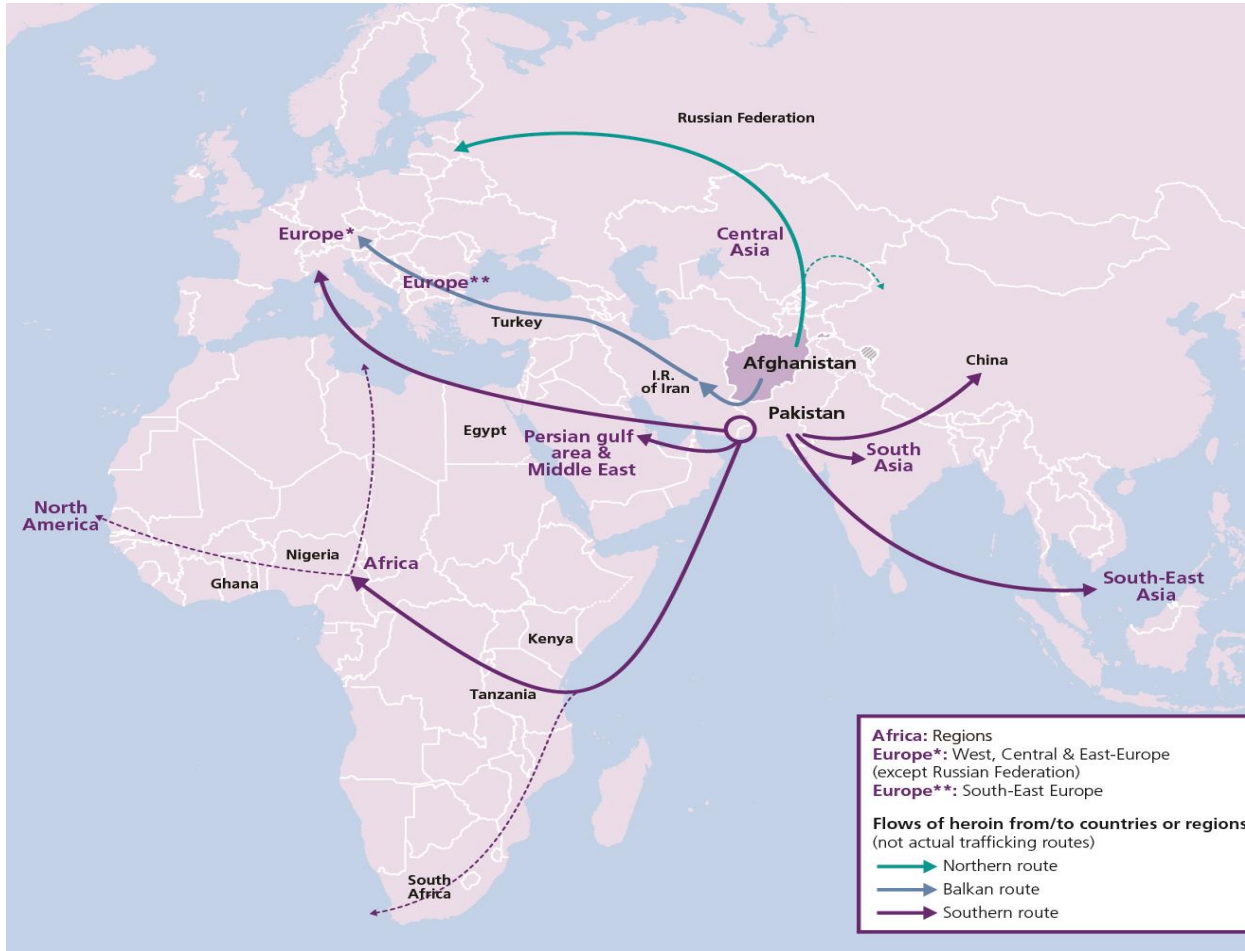 Russian Federation
Europe*
Central
Asia
Europe**
Turkey
I.R.
of Iran
Afghanistan
China
Pakistan
Egypt
Persian gulf
area &
Middle East
South
Asia
North
America
Nigeria
Africa
Ghana
South-East
Asia
Kenya
Tanzania
South
Africa
Africa: Regions
Europe*: West, Central & East-Europe
(except Russian Federation)
Europe**: South-East Europe
Flows of heroin from/to countries or regions
(not actual trafficking routes)
Northern route
Balkan route
Southern route